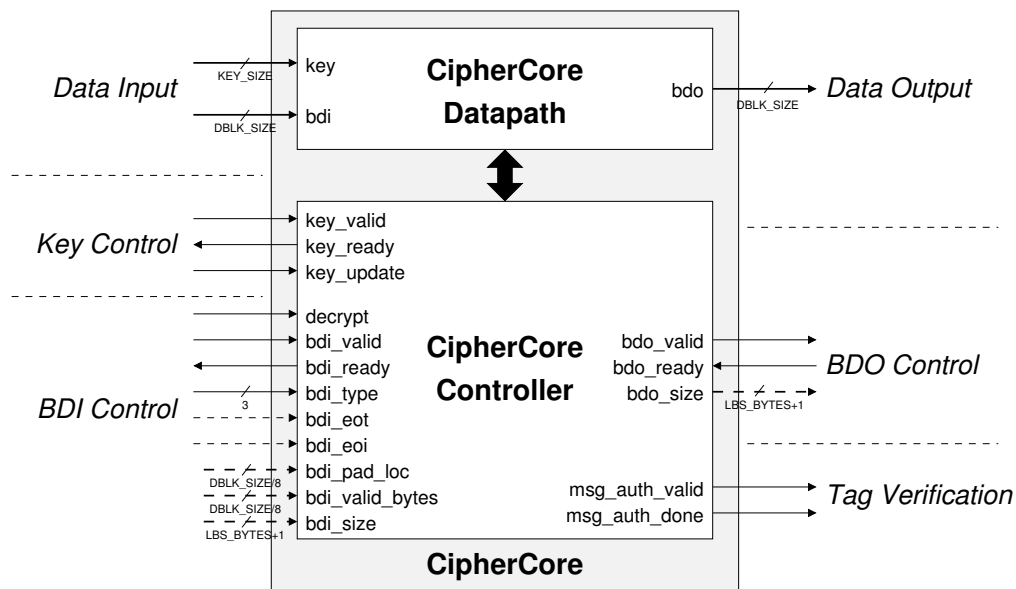 Data Input
KEY_SIZE
DBLK_SIZE
key
bdi
CipherCore
Datapath
bdo
DBLK_SIZE
Data Output
Key Control
key_valid
key_ready
key_update
BDI Control
3
DBLK_SIZE/8
DBLK_SIZE/8
LBS_BYTES+1
decrypt
bdi_valid
bdi_ready
bdi_type
bdi_eot
bdi_eoi
bdi_pad_loc
bdi_valid_bytes
bdi_size
CipherCore
Controller
bdo_valid
bdo_ready
bdo_size
LBS_BYTES+1
BDO Control
msg_auth_valid
msg_auth_done
Tag Verification
CipherCore